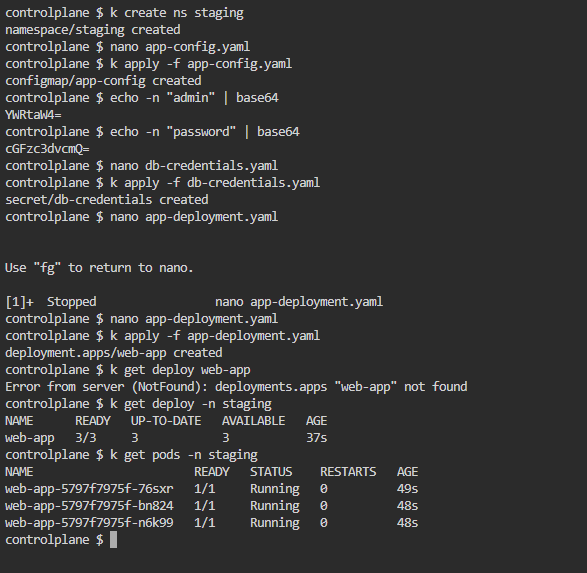 controlplane $ k create ns staging
namespace/staging created
controlplane $ nano app-config.yaml
controlplane $ k apply -f app-config.yaml
configmap/app-config created
controlplane $ echo -n "admin" | base64
YWRtaW4=
controlplane $ echo -n "password" | base64
cGFzc3dvcmQ=
controlplane $ nano db-credentials.yaml
controlplane $ k apply -f db-credentials.yaml
secret/db-credentials created
controlplane $ nano app-deployment.yaml
Use "fg" to return to nano.
[1]+  Stopped                 nano app-deployment.yaml
controlplane $ nano app-deployment.yaml
controlplane $ k apply -f app-deployment.yaml
deployment.apps/web-app created
controlplane $ k get deploy web-app
Error from server (NotFound): deployments.apps "web-app" not found
controlplane $ k get deploy -n staging
NAME      READY   UP-TO-DATE   AVAILABLE   AGE
web-app   3/3     3            3           37s
controlplane $ k get pods -n staging
NAME                       READY   STATUS    RESTARTS   AGE
web-app-5797f7975f-76sxr   1/1     Running   0          49s
web-app-5797f7975f-bn824   1/1     Running   0          48s
web-app-5797f7975f-n6k99   1/1     Running   0          48s
controlplane $